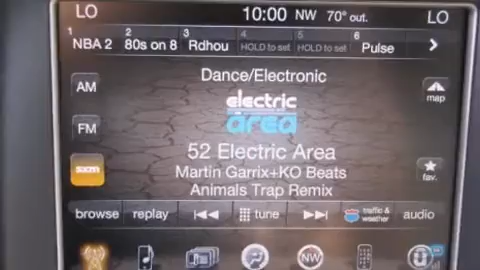 LO 10:00 NW 70° out. LO
1 NBA 2 2 80s on 8 3 Rdhou 4 HOLD to set 5 HOLD to set 6 Pulse
Dance/Electronic
AM
electric
area
map
FM
52 Electric Area
Martin Garrix+KO Beats
Animals Trap Remix
sxm
fav.
browse replay tune traffic & weather audio
NW